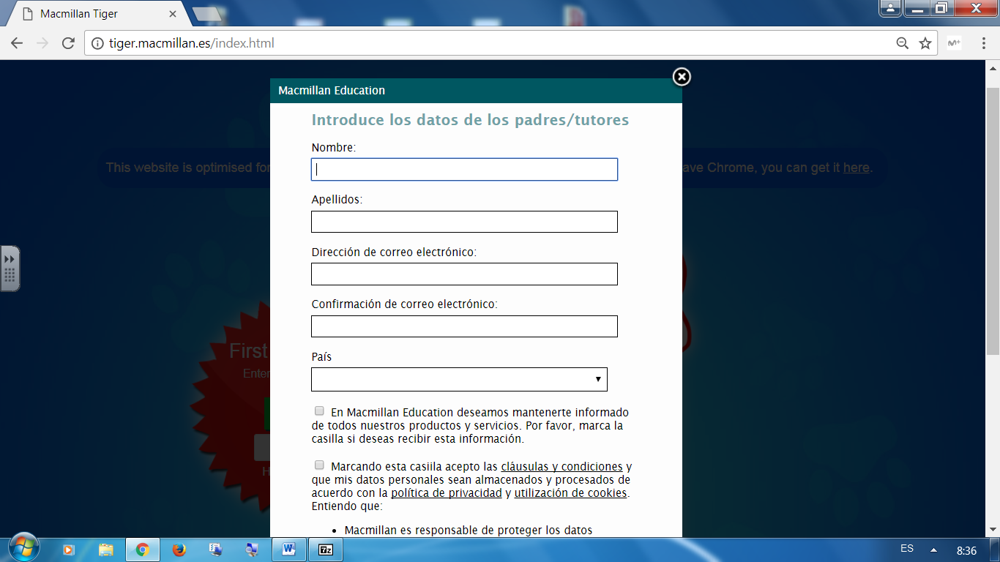 Macmillan Tiger
tiger.macmillan.es/index.html
Macmillan Education
Introduce los datos de los padres/tutores
Nombre:
This website is optimised for
ave Chrome, you can get it here.
Apellidos:
Dirección de correo electrónico:
Confirmación de correo electrónico:
First
Enter
País
En Macmillan Education deseamos mantenerte informado
de todos nuestros productos y servicios. Por favor, marca la
casilla si deseas recibir esta información.
H
Marcando esta casiila acepto las cláusulas y condiciones y
que mis datos personales sean almacenados y procesados de
acuerdo con la política de privacidad y utilización de cookies.
Entiendo que:
• Macmillan es responsable de proteger los datos
W
7z
ES
8:36